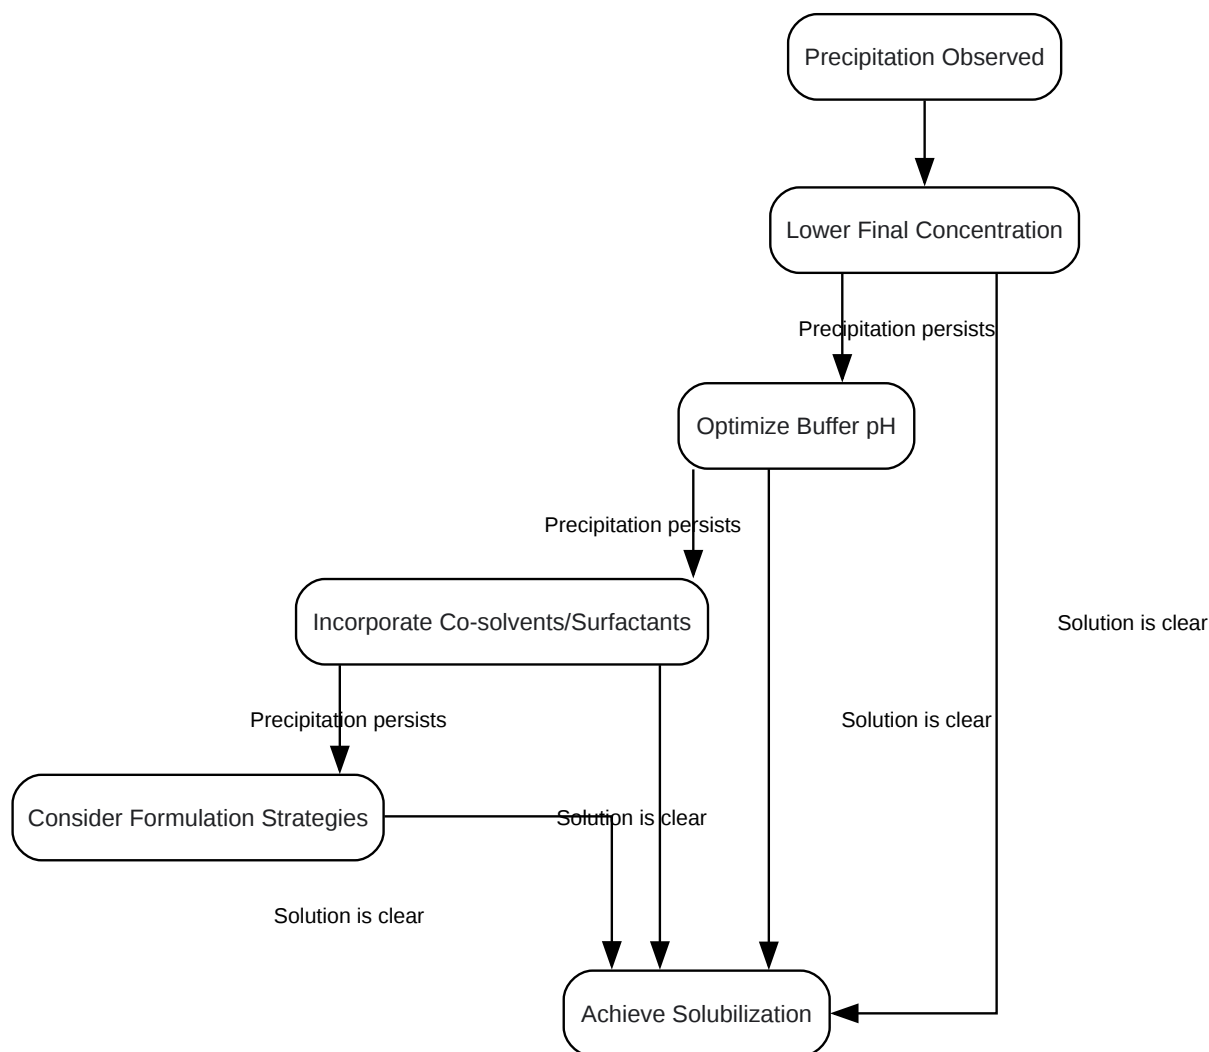 Precipitation Observed
Lower Final Concentration
Precipitation persists
Optimize Buffer pH
Precipitation persists
Incorporate Co-solvents/Surfactants
Solution is clear
Precipitation persists
Solution is clear
Consider Formulation Strategies
Solution is clear
Solution is clear
Achieve Solubilization